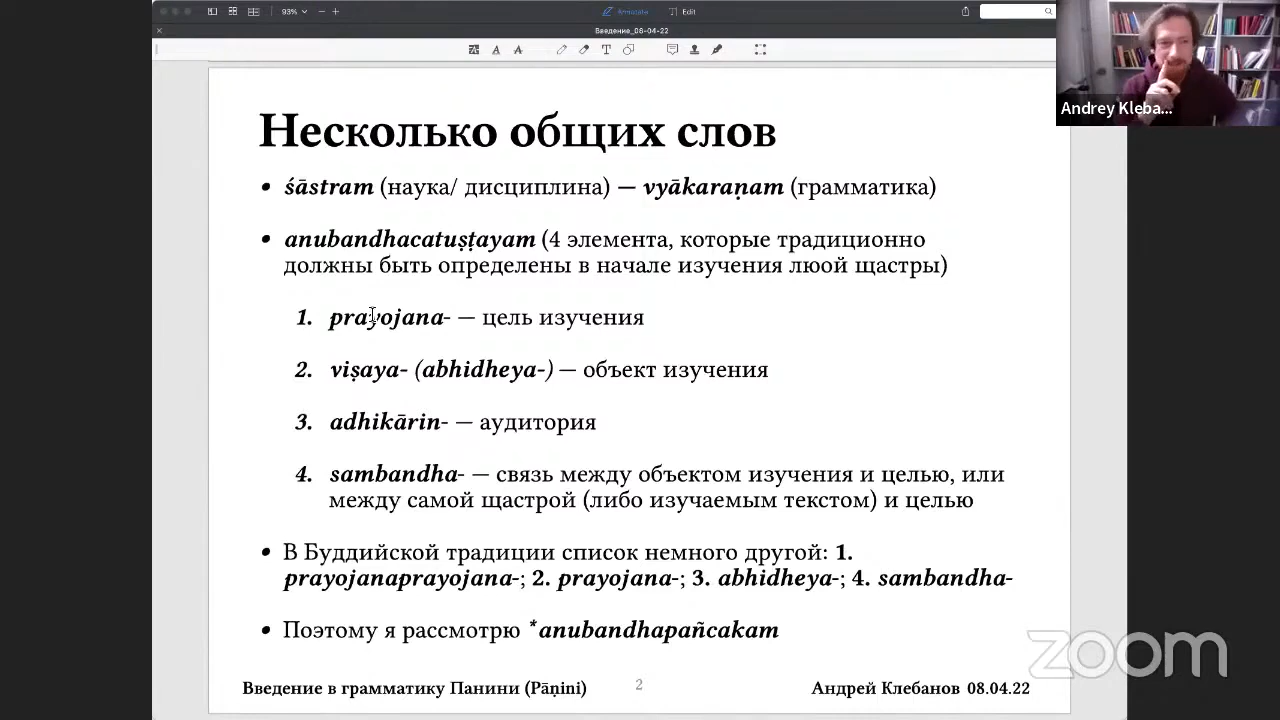 93%
Annotate
Edit
Введение_08-04-22
Andrey Kleba...
Несколько общих слов
• śāstram (наука/ дисциплина) — vyākaraṇam (грамматика)
• anubandhacatuṣṭayam (4 элемента, которые традиционно
должны быть определены в начале изучения люой щастры)
1. prayojana- — цель изучения
2. viṣaya- (abhidheya-) — объект изучения
3. adhikārin- — аудитория
4. sambandha- — связь между объектом изучения и целью, или
между самой щастрой (либо изучаемым текстом) и целью
• В Буддийской традиции список немного другой: 1.
prayojanaprayojana-; 2. prayojana-; 3. abhidheya-; 4. sambandha-
• Поэтому я рассмотрю *anubandhapañcakam
zoom
Введение в грамматику Панини (Pāṇini)
2
Андрей Клебанов 08.04.22